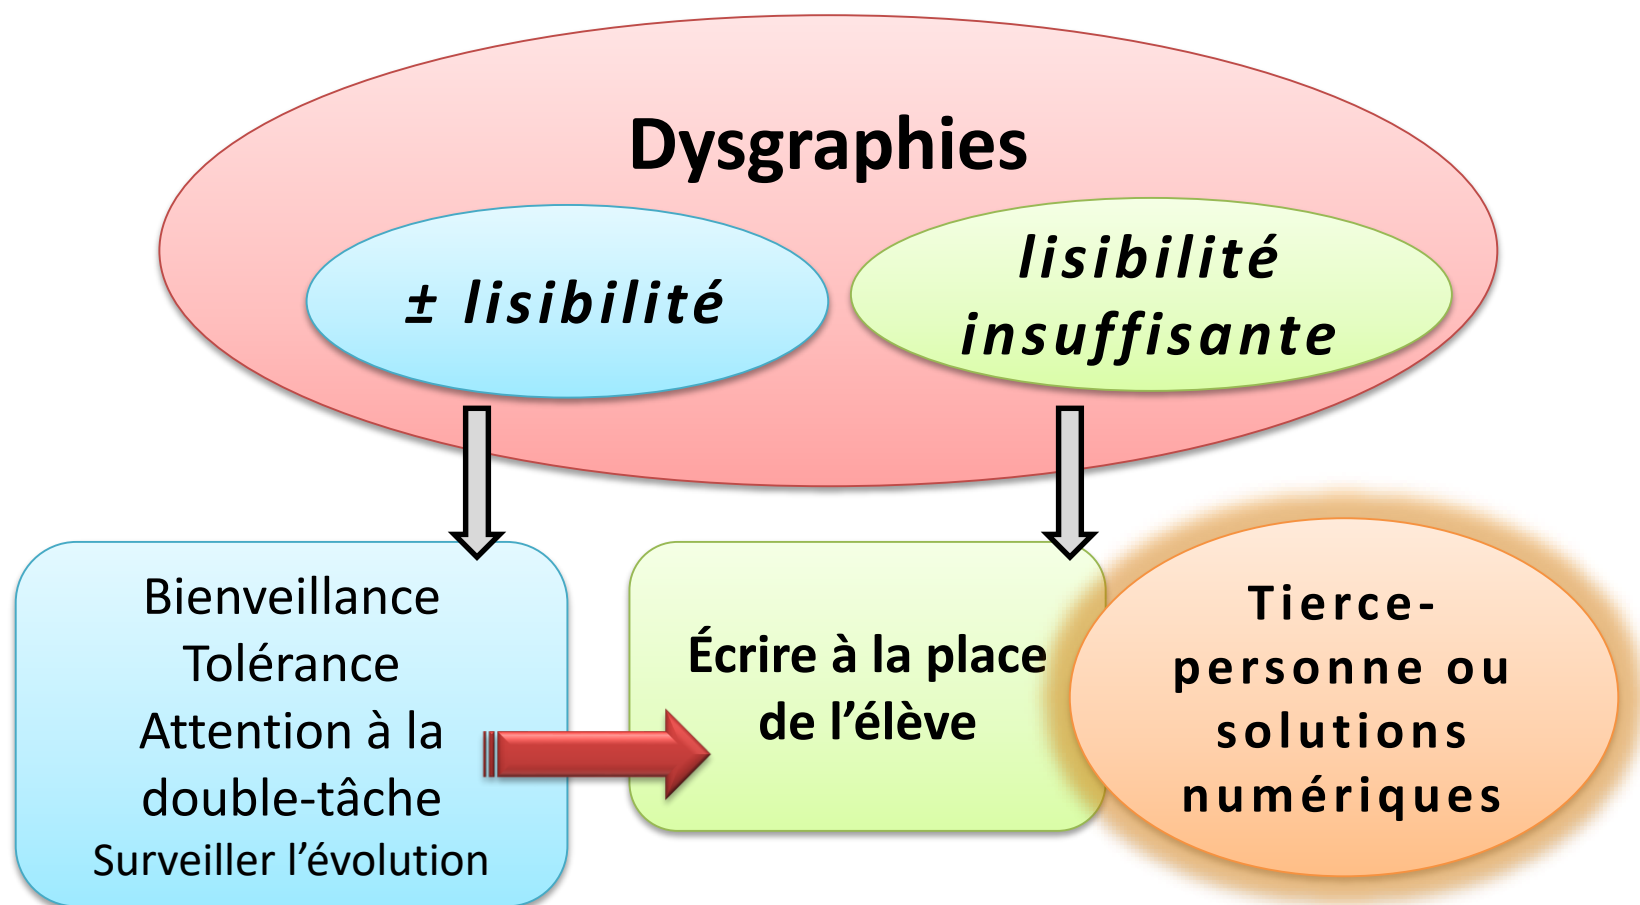 Dysgraphies
± lisibilité
lisibilité
insuffisante
Bienveillance
Tolérance
Attention à la
double-tâche
Surveiller l’évolution
Écrire à la place
de l’élève
Tierce-
personne ou
solutions
numériques